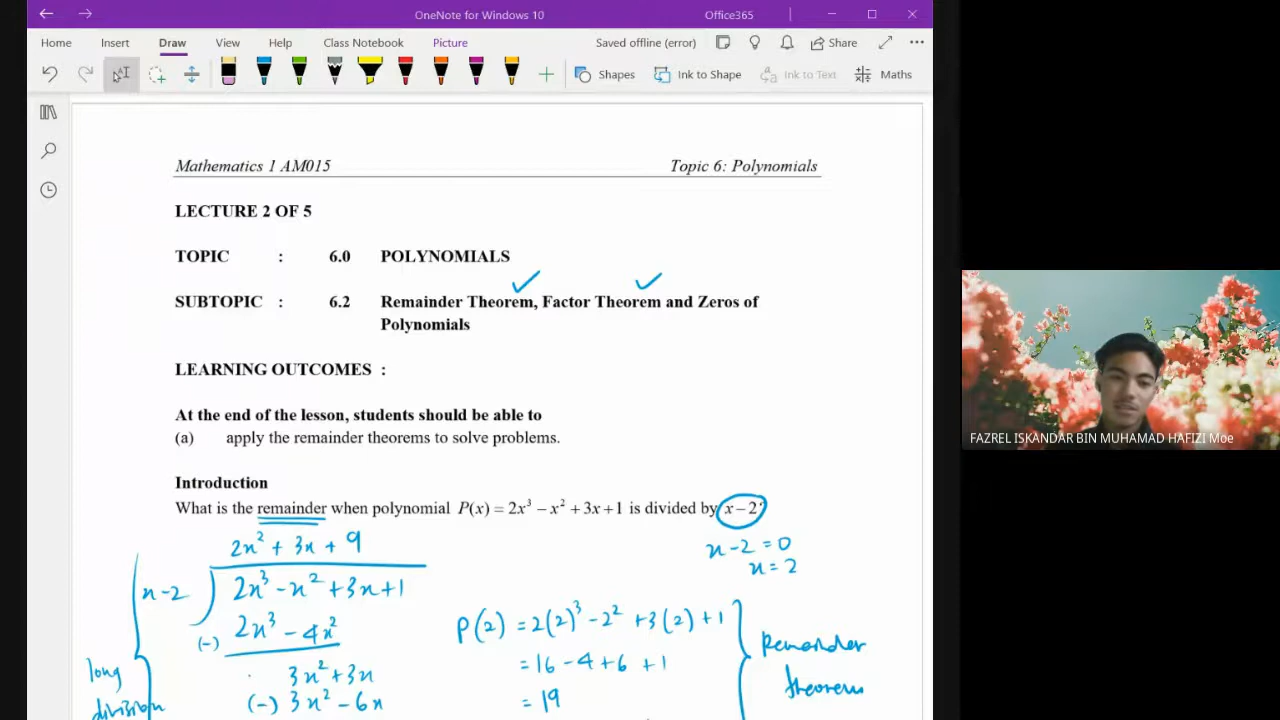 OneNote for Windows 10
Office365
Home Insert Draw View Help Class Notebook Picture
Saved offline (error)
Share
Shapes Ink to Shape Ink to Text Maths
Mathematics 1 AM015 Topic 6: Polynomials
LECTURE 2 OF 5
TOPIC : 6.0 POLYNOMIALS
SUBTOPIC : 6.2 Remainder Theorem, Factor Theorem and Zeros of
Polynomials
LEARNING OUTCOMES :
At the end of the lesson, students should be able to
(a) apply the remainder theorems to solve problems.
Introduction
What is the remainder when polynomial P(x) = 2x³ − x² + 3x + 1 is divided by x − 2?
2x² + 3x + 9
x-2 = 0
x = 2
x-2 2x³ - x² + 3x + 1
(-) 2x³ - 4x²
3x² + 3x
(-) 3x² - 6x
long
division
P(2) = 2(2)³ - 2² + 3(2) + 1
= 16 - 4 + 6 + 1
= 19
Remainder
theorem
FAZREL ISKANDAR BIN MUHAMAD HAFIZI Moe